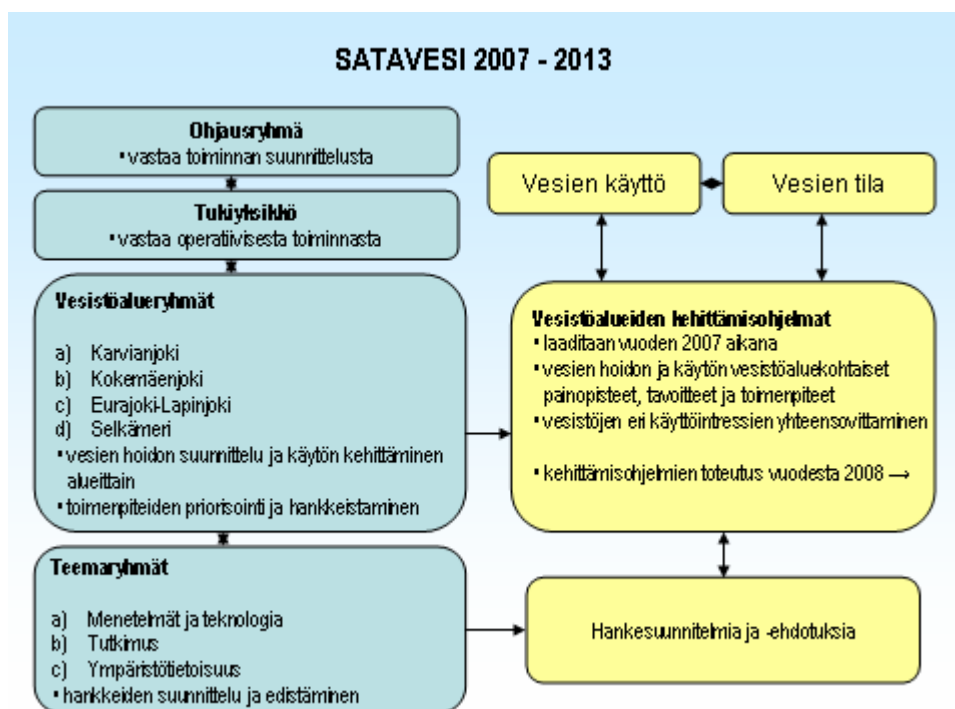 SATAVESI 2007 - 2013
Ohjausryhmä
▪ vastaa toiminnan suunnittelusta
Tukiyksikkö
▪ vastaa operatiivisesta toiminnasta
Vesistöalueryhmät
a) Karvianjoki
b) Kokemäenjoki
c) Eurajoki-Lapinjoki
d) Selkämeri
▪ vesien hoidon suunnittelu ja käytön kehittäminen
alueittain
▪ toimenpiteiden priorisointi ja hankkeistaminen
Teemaryhmät
a) Menetelmät ja teknologia
b) Tutkimus
c) Ympäristötietoisuus
▪ hankkeiden suunnittelu ja edistäminen
Vesien käyttö
Vesien tila
Vesistöalueiden kehittämisohjelmat
▪ laaditaan vuoden 2007 aikana
▪ vesien hoidon ja käytön vesistöaluekohtaiset
painopisteet, tavoitteet ja toimenpiteet
▪ vesistöjen eri käyttöintressien yhteensovittaminen
▪ kehittämisohjelmien toteutus vuodesta 2008 →
Hankesuunnitelmia ja -ehdotuksia